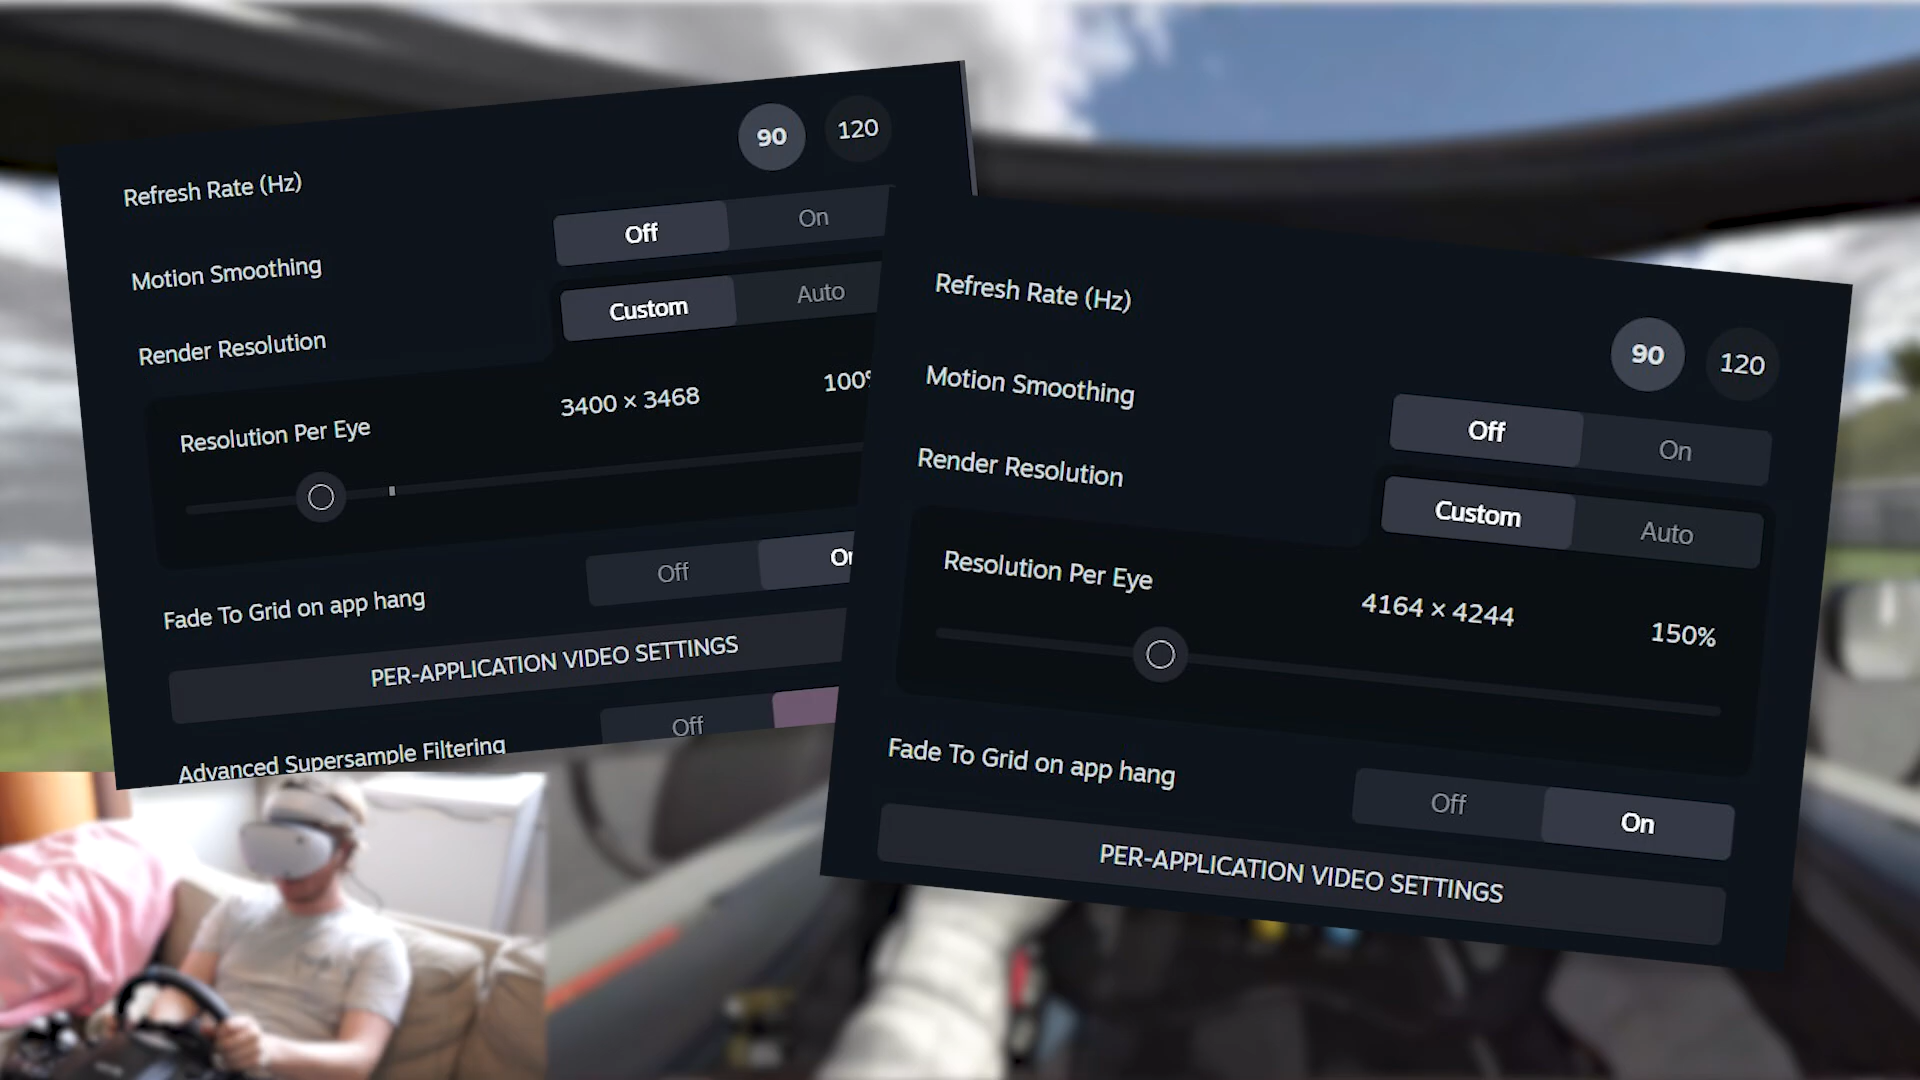 Refresh Rate (Hz)
90
120
Motion Smoothing
Off
On
Render Resolution
Custom
Auto
Resolution Per Eye
3400 × 3468
100%
Fade To Grid on app hang
Off
On
PER-APPLICATION VIDEO SETTINGS
Advanced Supersample Filtering
Off
Refresh Rate (Hz)
90
120
Motion Smoothing
Off
On
Render Resolution
Custom
Auto
Resolution Per Eye
4164 × 4244
150%
Fade To Grid on app hang
Off
On
PER-APPLICATION VIDEO SETTINGS